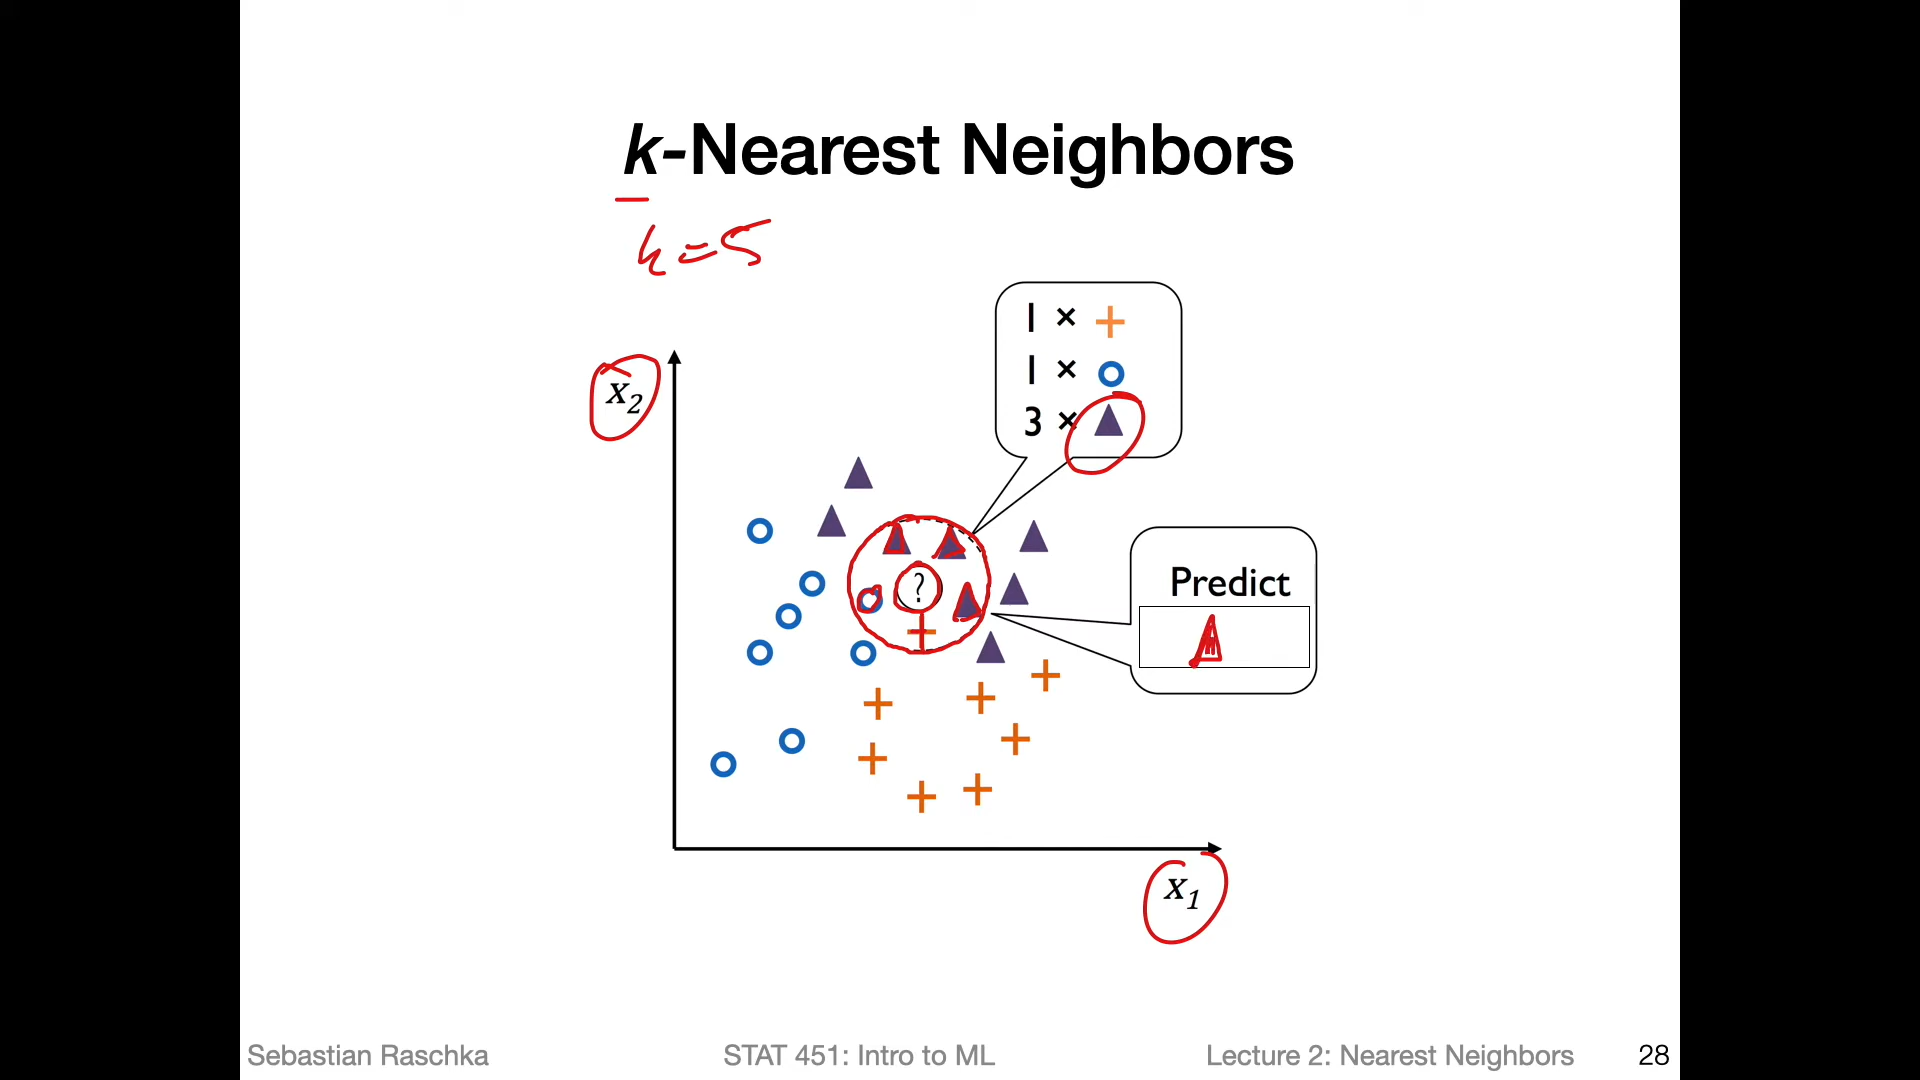 k-Nearest Neighbors
k=5
1 × +
1 × ○
3 × ▲
x₂
?
Predict
x₁
Sebastian Raschka STAT 451: Intro to ML Lecture 2: Nearest Neighbors 28